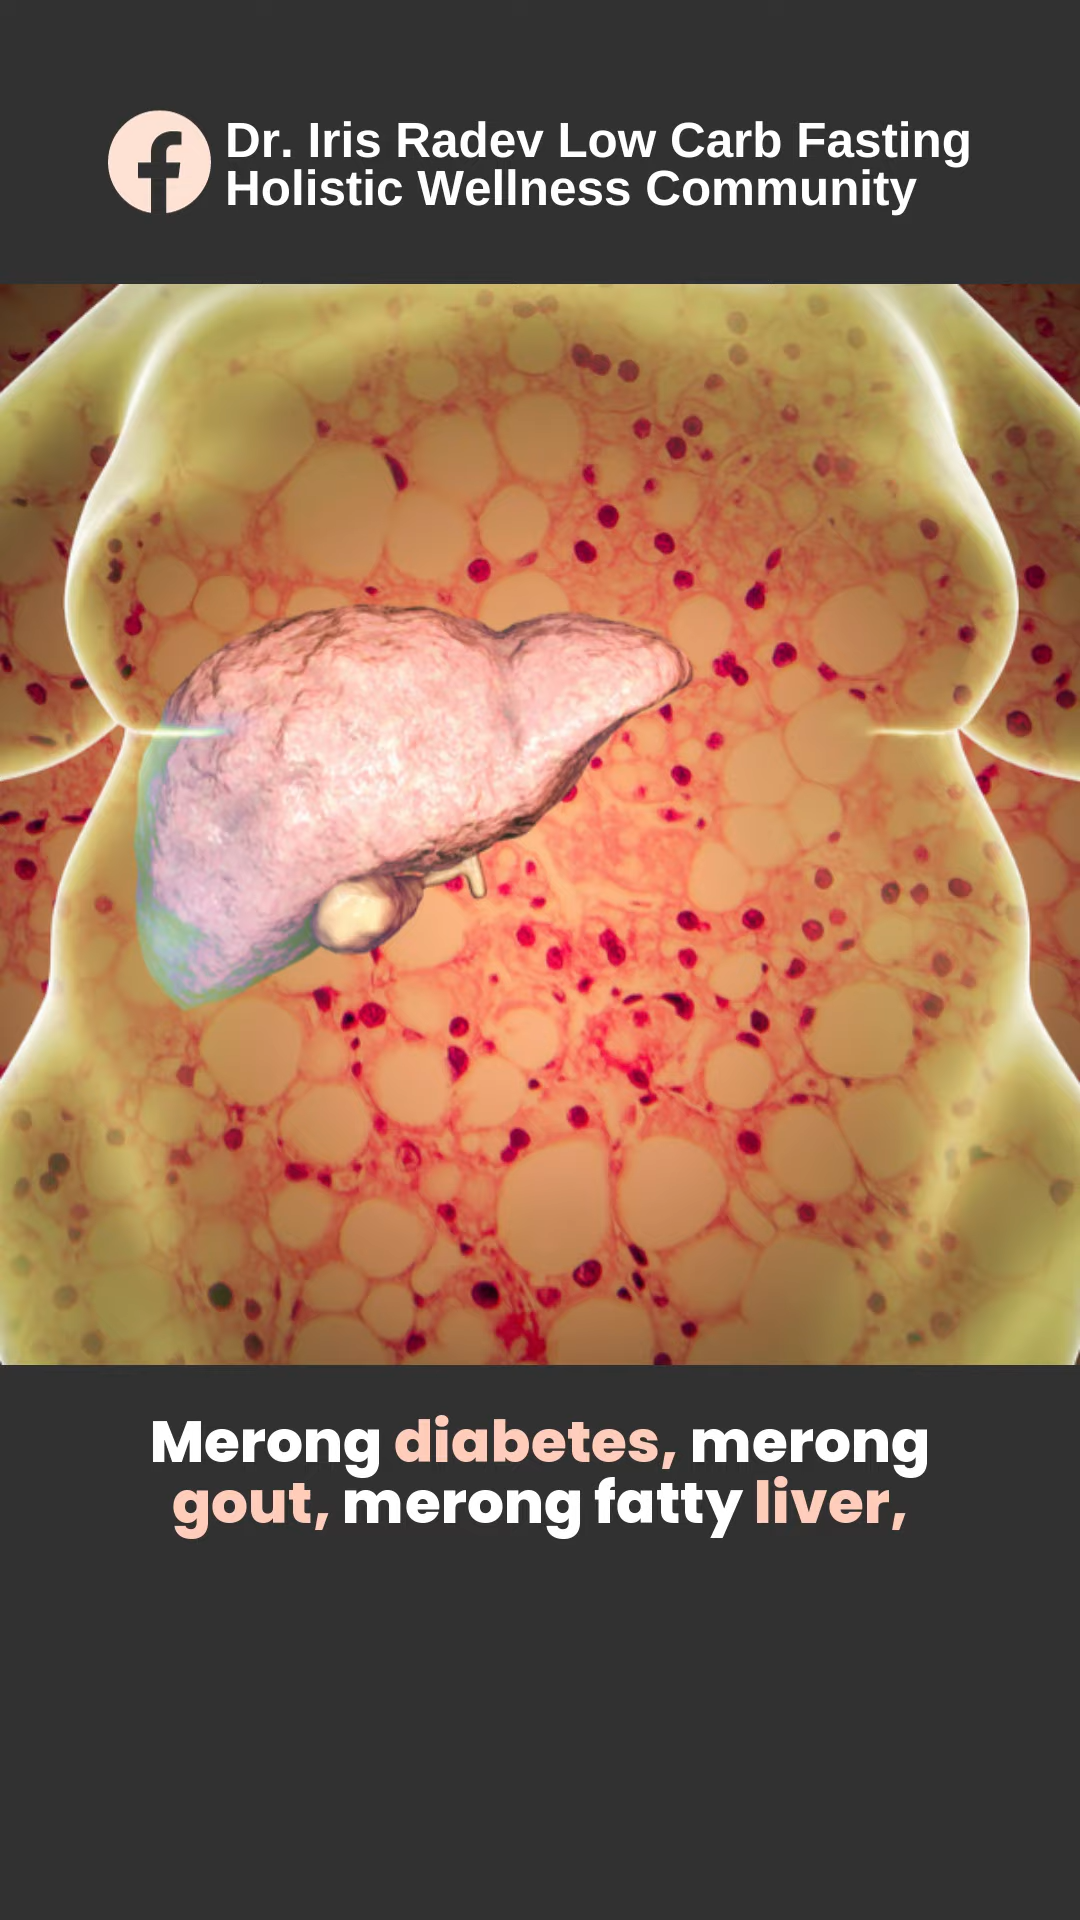 Dr. Iris Radev Low Carb Fasting
Holistic Wellness Community
Merong diabetes, merong
gout, merong fatty liver,